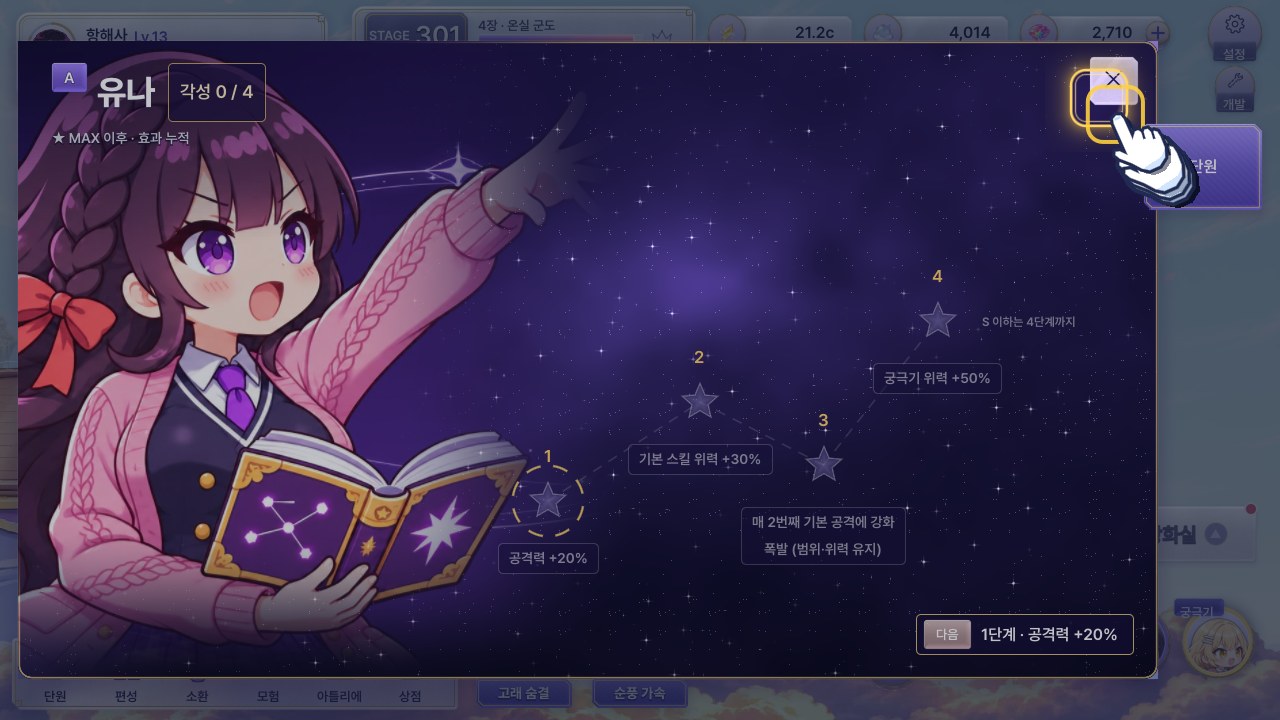 항해사 Lv.13
STAGE 301
4장 · 온실 군도
21.2c
4,014
2,710
설정
개발
A
유나
각성 0 / 4
★ MAX 이후 · 효과 누적
단원
4
S 이하는 4단계까지
궁극기 위력 +50%
2
기본 스킬 위력 +30%
3
매 2번째 기본 공격에 강화
폭발 (범위·위력 유지)
1
공격력 +20%
다음
1단계 · 공격력 +20%
궁극기
단원
편성
소환
모험
아틀리에
상점
고래 숨결
순풍 가속